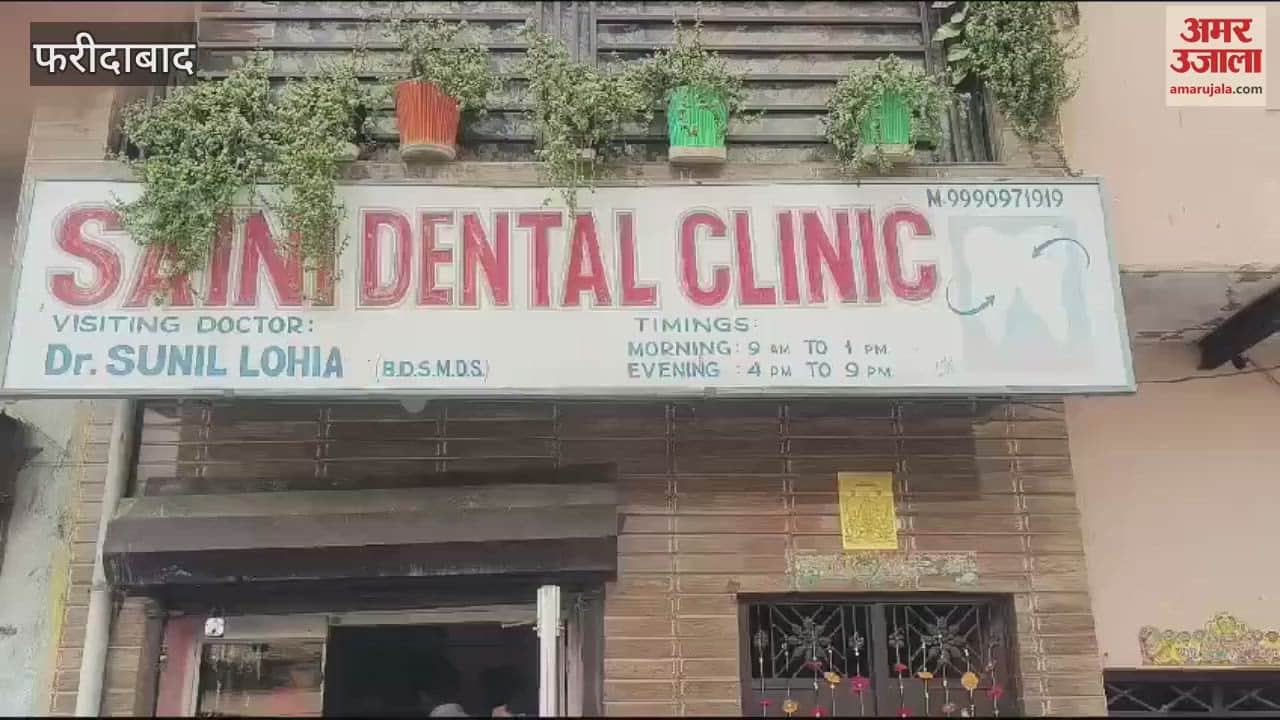 फरीदाबाद
अमर
उजाला
amarujala.com
M-9990971919
SAINI DENTAL CLINIC
VISITING DOCTOR:
Dr. SUNIL LOHIA (B.D.S.M.D.S.)
TIMINGS:
MORNING: 9 AM TO 1 PM
EVENING : 4 PM TO 9 PM